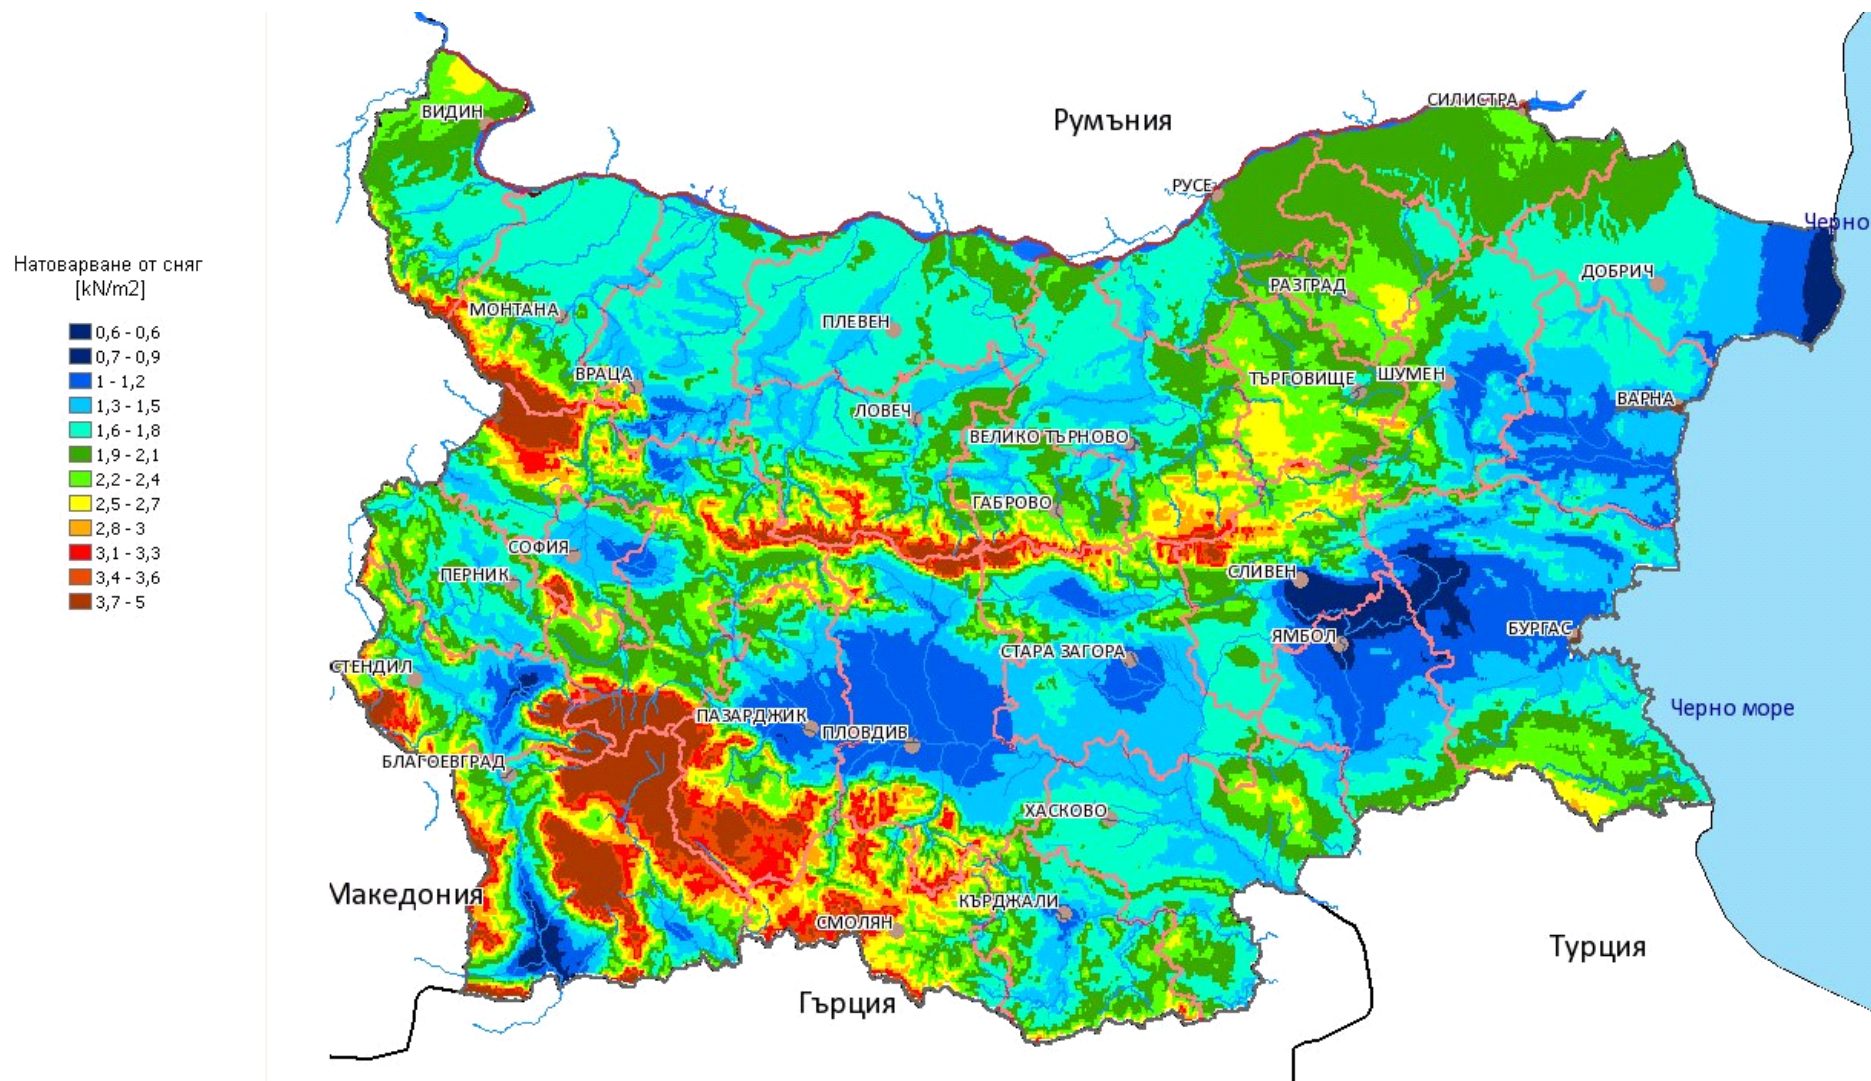 Натоварване от сняг
[kN/m2]
0,6 - 0,6
0,7 - 0,9
1 - 1,2
1,3 - 1,5
1,6 - 1,8
1,9 - 2,1
2,2 - 2,4
2,5 - 2,7
2,8 - 3
3,1 - 3,3
3,4 - 3,6
3,7 - 5
ВИДИН
Румъния
СИЛИСТРА
РУСЕ
Черно
МОНТАНА
ПЛЕВЕН
РАЗГРАД
ДОБРИЧ
ВРАЦА
ЛОВЕЧ
ТЪРГОВИЩЕ
ШУМЕН
ВАРНА
ВЕЛИКО ТЪРНОВО
ГАБРОВО
СОФИЯ
ПЕРНИК
СЛИВЕН
ЯМБОЛ
БУРГАС
СТЕНДИЛ
СТАРА ЗАГОРА
ПАЗАРДЖИК
ПЛОВДИВ
Черно море
БЛАГОЕВГРАД
ХАСКОВО
Македония
СМОЛЯН
КЪРДЖАЛИ
Гърция
Турция